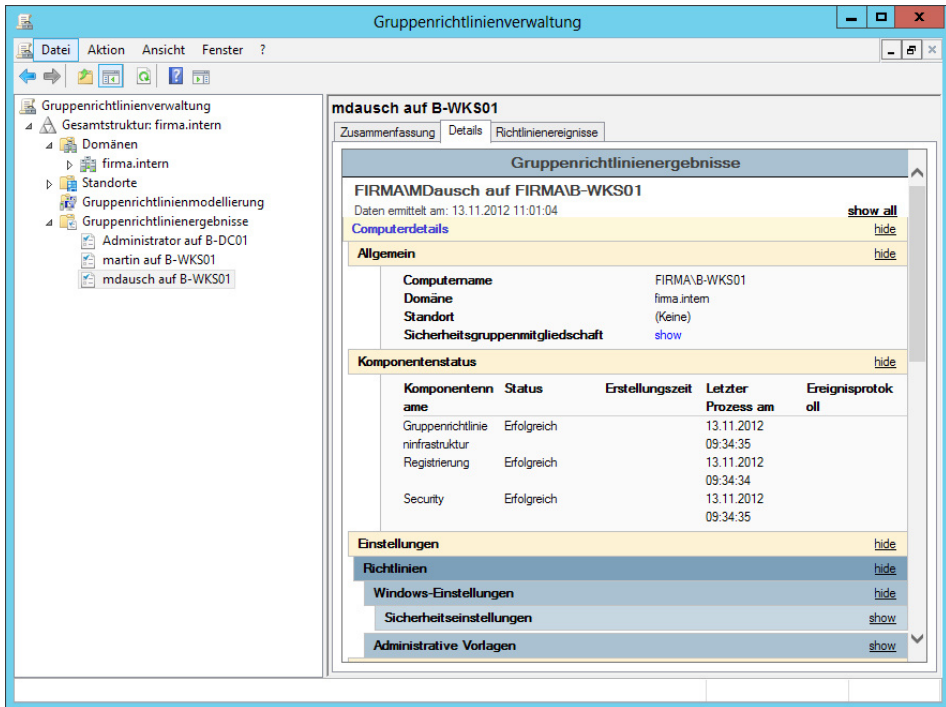 Gruppenrichtlinienverwaltung
Datei Aktion Ansicht Fenster ?
Gruppenrichtlinienverwaltung
Gesamtstruktur: firma.intern
Domänen
firma.intern
Standorte
Gruppenrichtlinienmodellierung
Gruppenrichtlinienergebnisse
Administrator auf B-DC01
martin auf B-WKS01
mdausch auf B-WKS01
mdausch auf B-WKS01
Zusammenfassung Details Richtlinienereignisse
Gruppenrichtlinienergebnisse
FIRMA\MDausch auf FIRMA\B-WKS01
Daten ermittelt am: 13.11.2012 11:01:04 show all
Computerdetails hide
Allgemein hide
Computername FIRMA\B-WKS01
Domäne firma.intern
Standort (Keine)
Sicherheitsgruppenmitgliedschaft show
Komponentenstatus hide
Komponentenn Status Erstellungszeit Letzter Ereignisprotok
ame Prozess am oll
Gruppenrichtlinie Erfolgreich 13.11.2012
ninfrastruktur 09:34:35
Registrierung Erfolgreich 13.11.2012
09:34:34
Security Erfolgreich 13.11.2012
09:34:35
Einstellungen hide
Richtlinien hide
Windows-Einstellungen hide
Sicherheitseinstellungen show
Administrative Vorlagen show